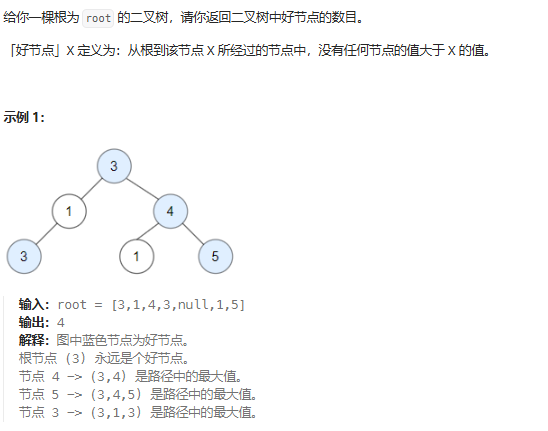 给你一棵根为 root 的二叉树，请你返回二叉树中好节点的数目。
「好节点」X 定义为：从根到该节点 X 所经过的节点中，没有任何节点的值大于 X 的值。
示例 1：
3
1 4
3 1 5
输入：root = [3,1,4,3,null,1,5]
输出：4
解释：图中蓝色节点为好节点。
根节点 (3) 永远是个好节点。
节点 4 -> (3,4) 是路径中的最大值。
节点 5 -> (3,4,5) 是路径中的最大值。
节点 3 -> (3,1,3) 是路径中的最大值。